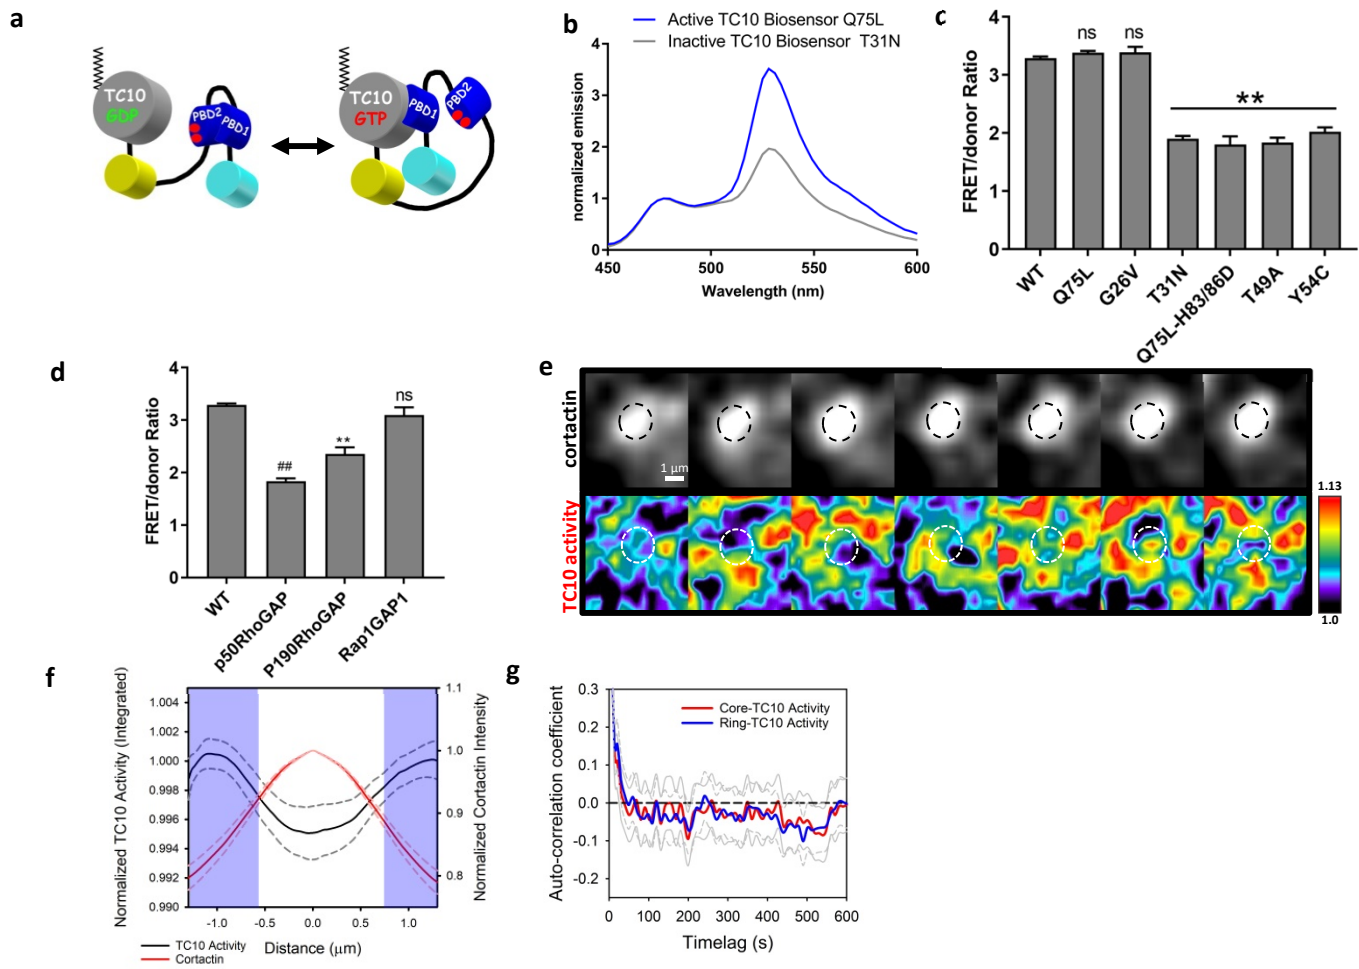 a
TC10
GDP
PBD2
PBD1
TC10
GTP
PBD1
PBD2
b
Active TC10 Biosensor Q75L
Inactive TC10 Biosensor T31N
normalized emission
4
3
2
1
0
450
500
550
600
Wavelength (nm)
c
FRET/donor Ratio
4
3
2
1
0
ns
ns
**
WT
Q75L
G26V
T31N
Q75L-H83/86D
T49A
Y54C
d
FRET/donor Ratio
4
3
2
1
0
##
**
ns
WT
p50RhoGAP
P190RhoGAP
Rap1GAP1
e
cortactin
1 μm
TC10 activity
1.13
1.0
f
Normalized TC10 Activity (Integrated)
1.004
1.002
1.000
0.998
0.996
0.994
0.992
0.990
1.1
1.0
0.9
0.8
Normalized Cortactin Intensity
-1.0
-0.5
0.0
0.5
1.0
Distance (μm)
TC10 Activity
Cortactin
g
Auto-correlation coefficient
0.3
0.2
0.1
0.0
-0.1
-0.2
Core-TC10 Activity
Ring-TC10 Activity
0
100
200
300
400
500
600
Timelag (s)